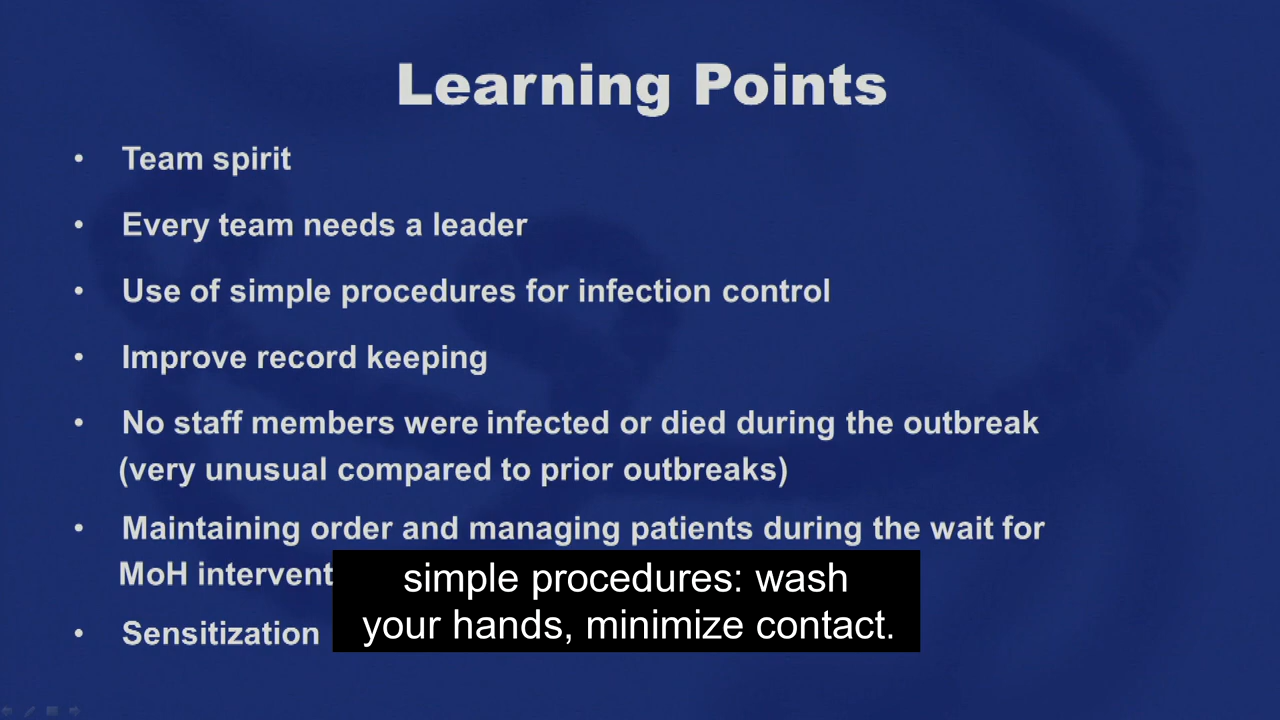 Learning Points
• Team spirit
• Every team needs a leader
• Use of simple procedures for infection control
• Improve record keeping
• No staff members were infected or died during the outbreak
(very unusual compared to prior outbreaks)
• Maintaining order and managing patients during the wait for
MoH intervent
• Sensitization
simple procedures: wash
your hands, minimize contact.